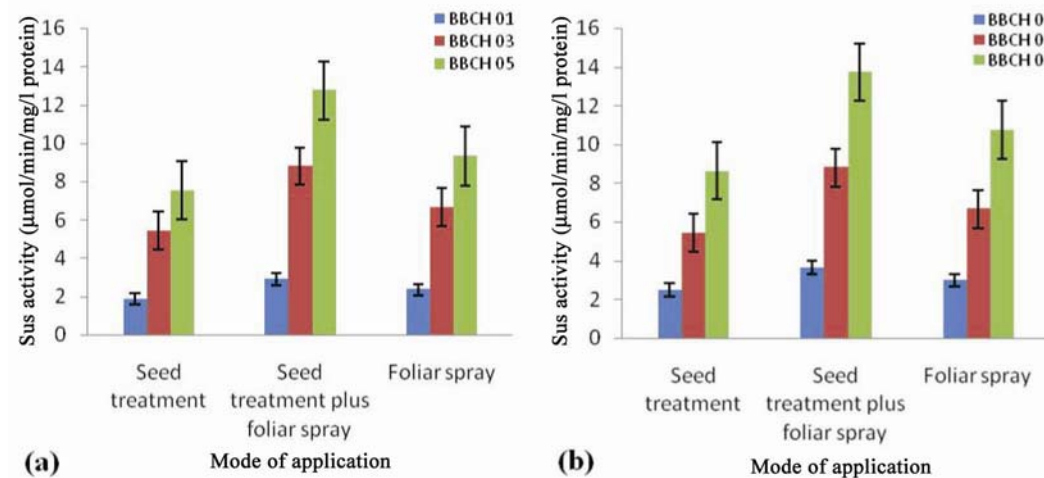 16
14
12
10
8
6
4
2
0
Sus activity (μmol/min/mg/l protein)
BBCH 01
BBCH 03
BBCH 05
Seed
treatment
Seed
treatment plus
foliar spray
Foliar spray
(a)
Mode of application
16
14
12
10
8
6
4
2
0
Sus activity (μmol/min/mg/l protein)
BBCH 0
BBCH 0
BBCH 0
Seed
treatment
Seed
treatment plus
foliar spray
Foliar spray
(b)
Mode of application